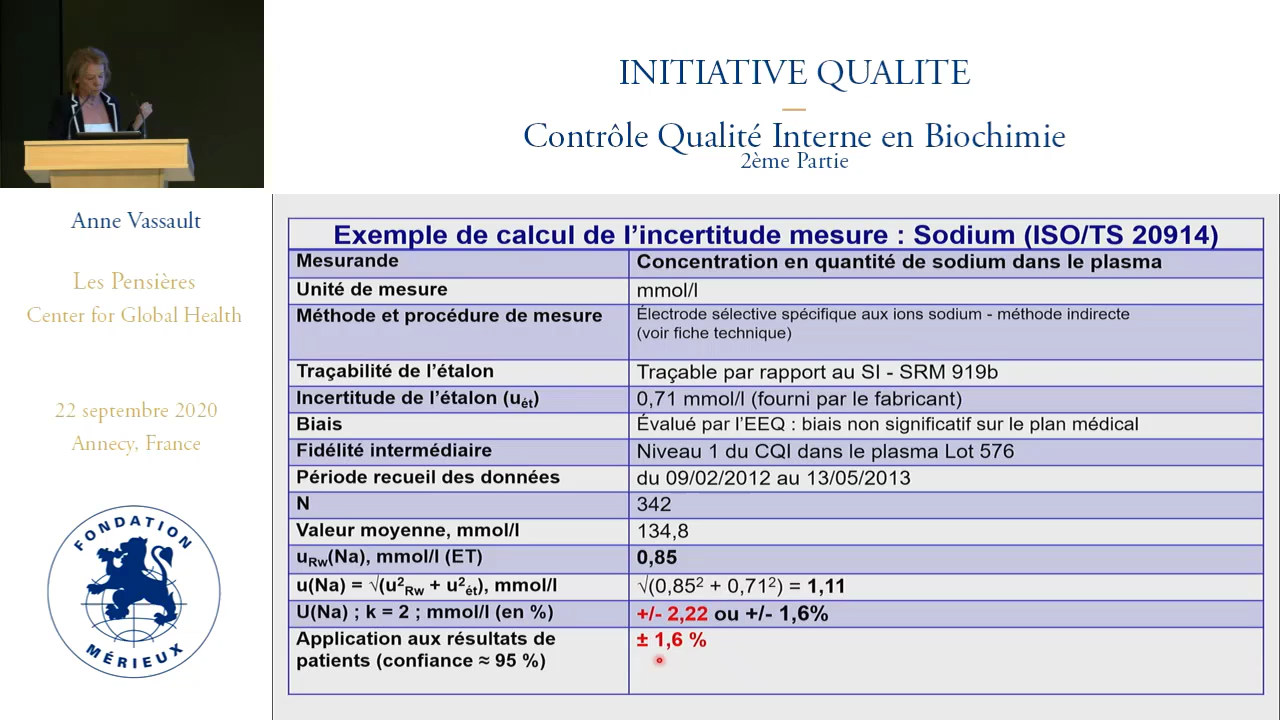 INITIATIVE QUALITE
Contrôle Qualité Interne en Biochimie
2ème Partie
Anne Vassault
Les Pensières
Center for Global Health
22 septembre 2020
Annecy, France
FONDATION
MÉRIEUX
Exemple de calcul de l’incertitude mesure : Sodium (ISO/TS 20914)
Mesurande Concentration en quantité de sodium dans le plasma
Unité de mesure mmol/l
Méthode et procédure de mesure Électrode sélective spécifique aux ions sodium - méthode indirecte
(voir fiche technique)
Traçabilité de l’étalon Traçable par rapport au SI - SRM 919b
Incertitude de l’étalon (uét) 0,71 mmol/l (fourni par le fabricant)
Biais Évalué par l’EEQ : biais non significatif sur le plan médical
Fidélité intermédiaire Niveau 1 du CQI dans le plasma Lot 576
Période recueil des données du 09/02/2012 au 13/05/2013
N 342
Valeur moyenne, mmol/l 134,8
uRw(Na), mmol/l (ET) 0,85
u(Na) = √(u²Rw + u²ét), mmol/l √(0,85² + 0,71²) = 1,11
U(Na) ; k = 2 ; mmol/l (en %) +/- 2,22 ou +/- 1,6%
Application aux résultats de ± 1,6 %
patients (confiance ≈ 95 %)